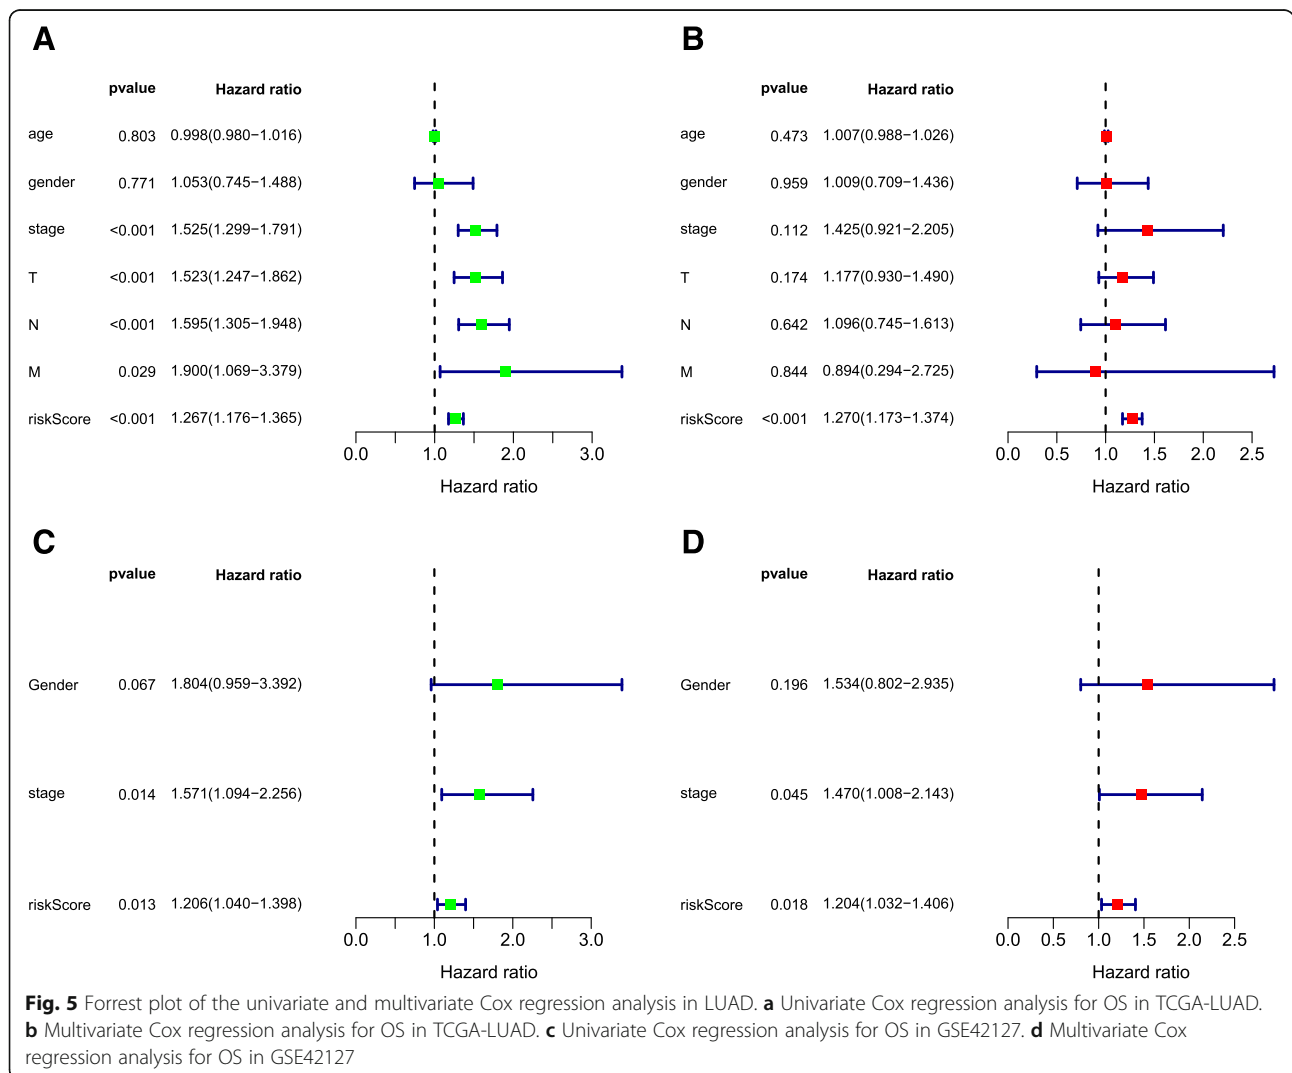 A
pvalue Hazard ratio
age 0.803 0.998(0.980−1.016)
gender 0.771 1.053(0.745−1.488)
stage <0.001 1.525(1.299−1.791)
T <0.001 1.523(1.247−1.862)
N <0.001 1.595(1.305−1.948)
M 0.029 1.900(1.069−3.379)
riskScore <0.001 1.267(1.176−1.365)
0.0 1.0 2.0 3.0
Hazard ratio
B
pvalue Hazard ratio
age 0.473 1.007(0.988−1.026)
gender 0.959 1.009(0.709−1.436)
stage 0.112 1.425(0.921−2.205)
T 0.174 1.177(0.930−1.490)
N 0.642 1.096(0.745−1.613)
M 0.844 0.894(0.294−2.725)
riskScore <0.001 1.270(1.173−1.374)
0.0 0.5 1.0 1.5 2.0 2.5
Hazard ratio
C
pvalue Hazard ratio
Gender 0.067 1.804(0.959−3.392)
stage 0.014 1.571(1.094−2.256)
riskScore 0.013 1.206(1.040−1.398)
0.0 1.0 2.0 3.0
Hazard ratio
D
pvalue Hazard ratio
Gender 0.196 1.534(0.802−2.935)
stage 0.045 1.470(1.008−2.143)
riskScore 0.018 1.204(1.032−1.406)
0.0 0.5 1.0 1.5 2.0 2.5
Hazard ratio
Fig. 5 Forrest plot of the univariate and multivariate Cox regression analysis in LUAD. a Univariate Cox regression analysis for OS in TCGA-LUAD.
b Multivariate Cox regression analysis for OS in TCGA-LUAD. c Univariate Cox regression analysis for OS in GSE42127. d Multivariate Cox
regression analysis for OS in GSE42127